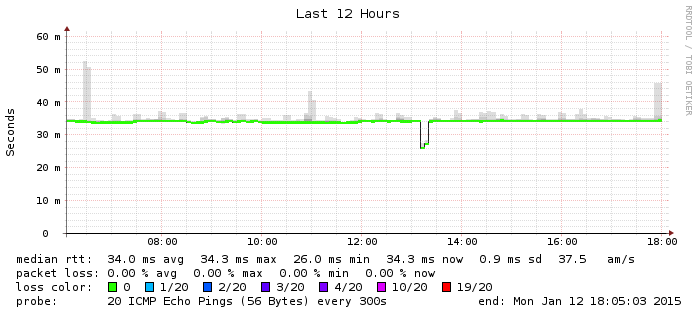 Last 12 Hours
RRDTOOL / TOBI OETIKER
Seconds
60 m
50 m
40 m
30 m
20 m
10 m
0
08:00 10:00 12:00 14:00 16:00 18:00
median rtt: 34.0 ms avg 34.3 ms max 26.0 ms min 34.3 ms now 0.9 ms sd 37.5 am/s
packet loss: 0.00 % avg 0.00 % max 0.00 % min 0.00 % now
loss color: 0 1/20 2/20 3/20 4/20 10/20 19/20
probe: 20 ICMP Echo Pings (56 Bytes) every 300s end: Mon Jan 12 18:05:03 2015